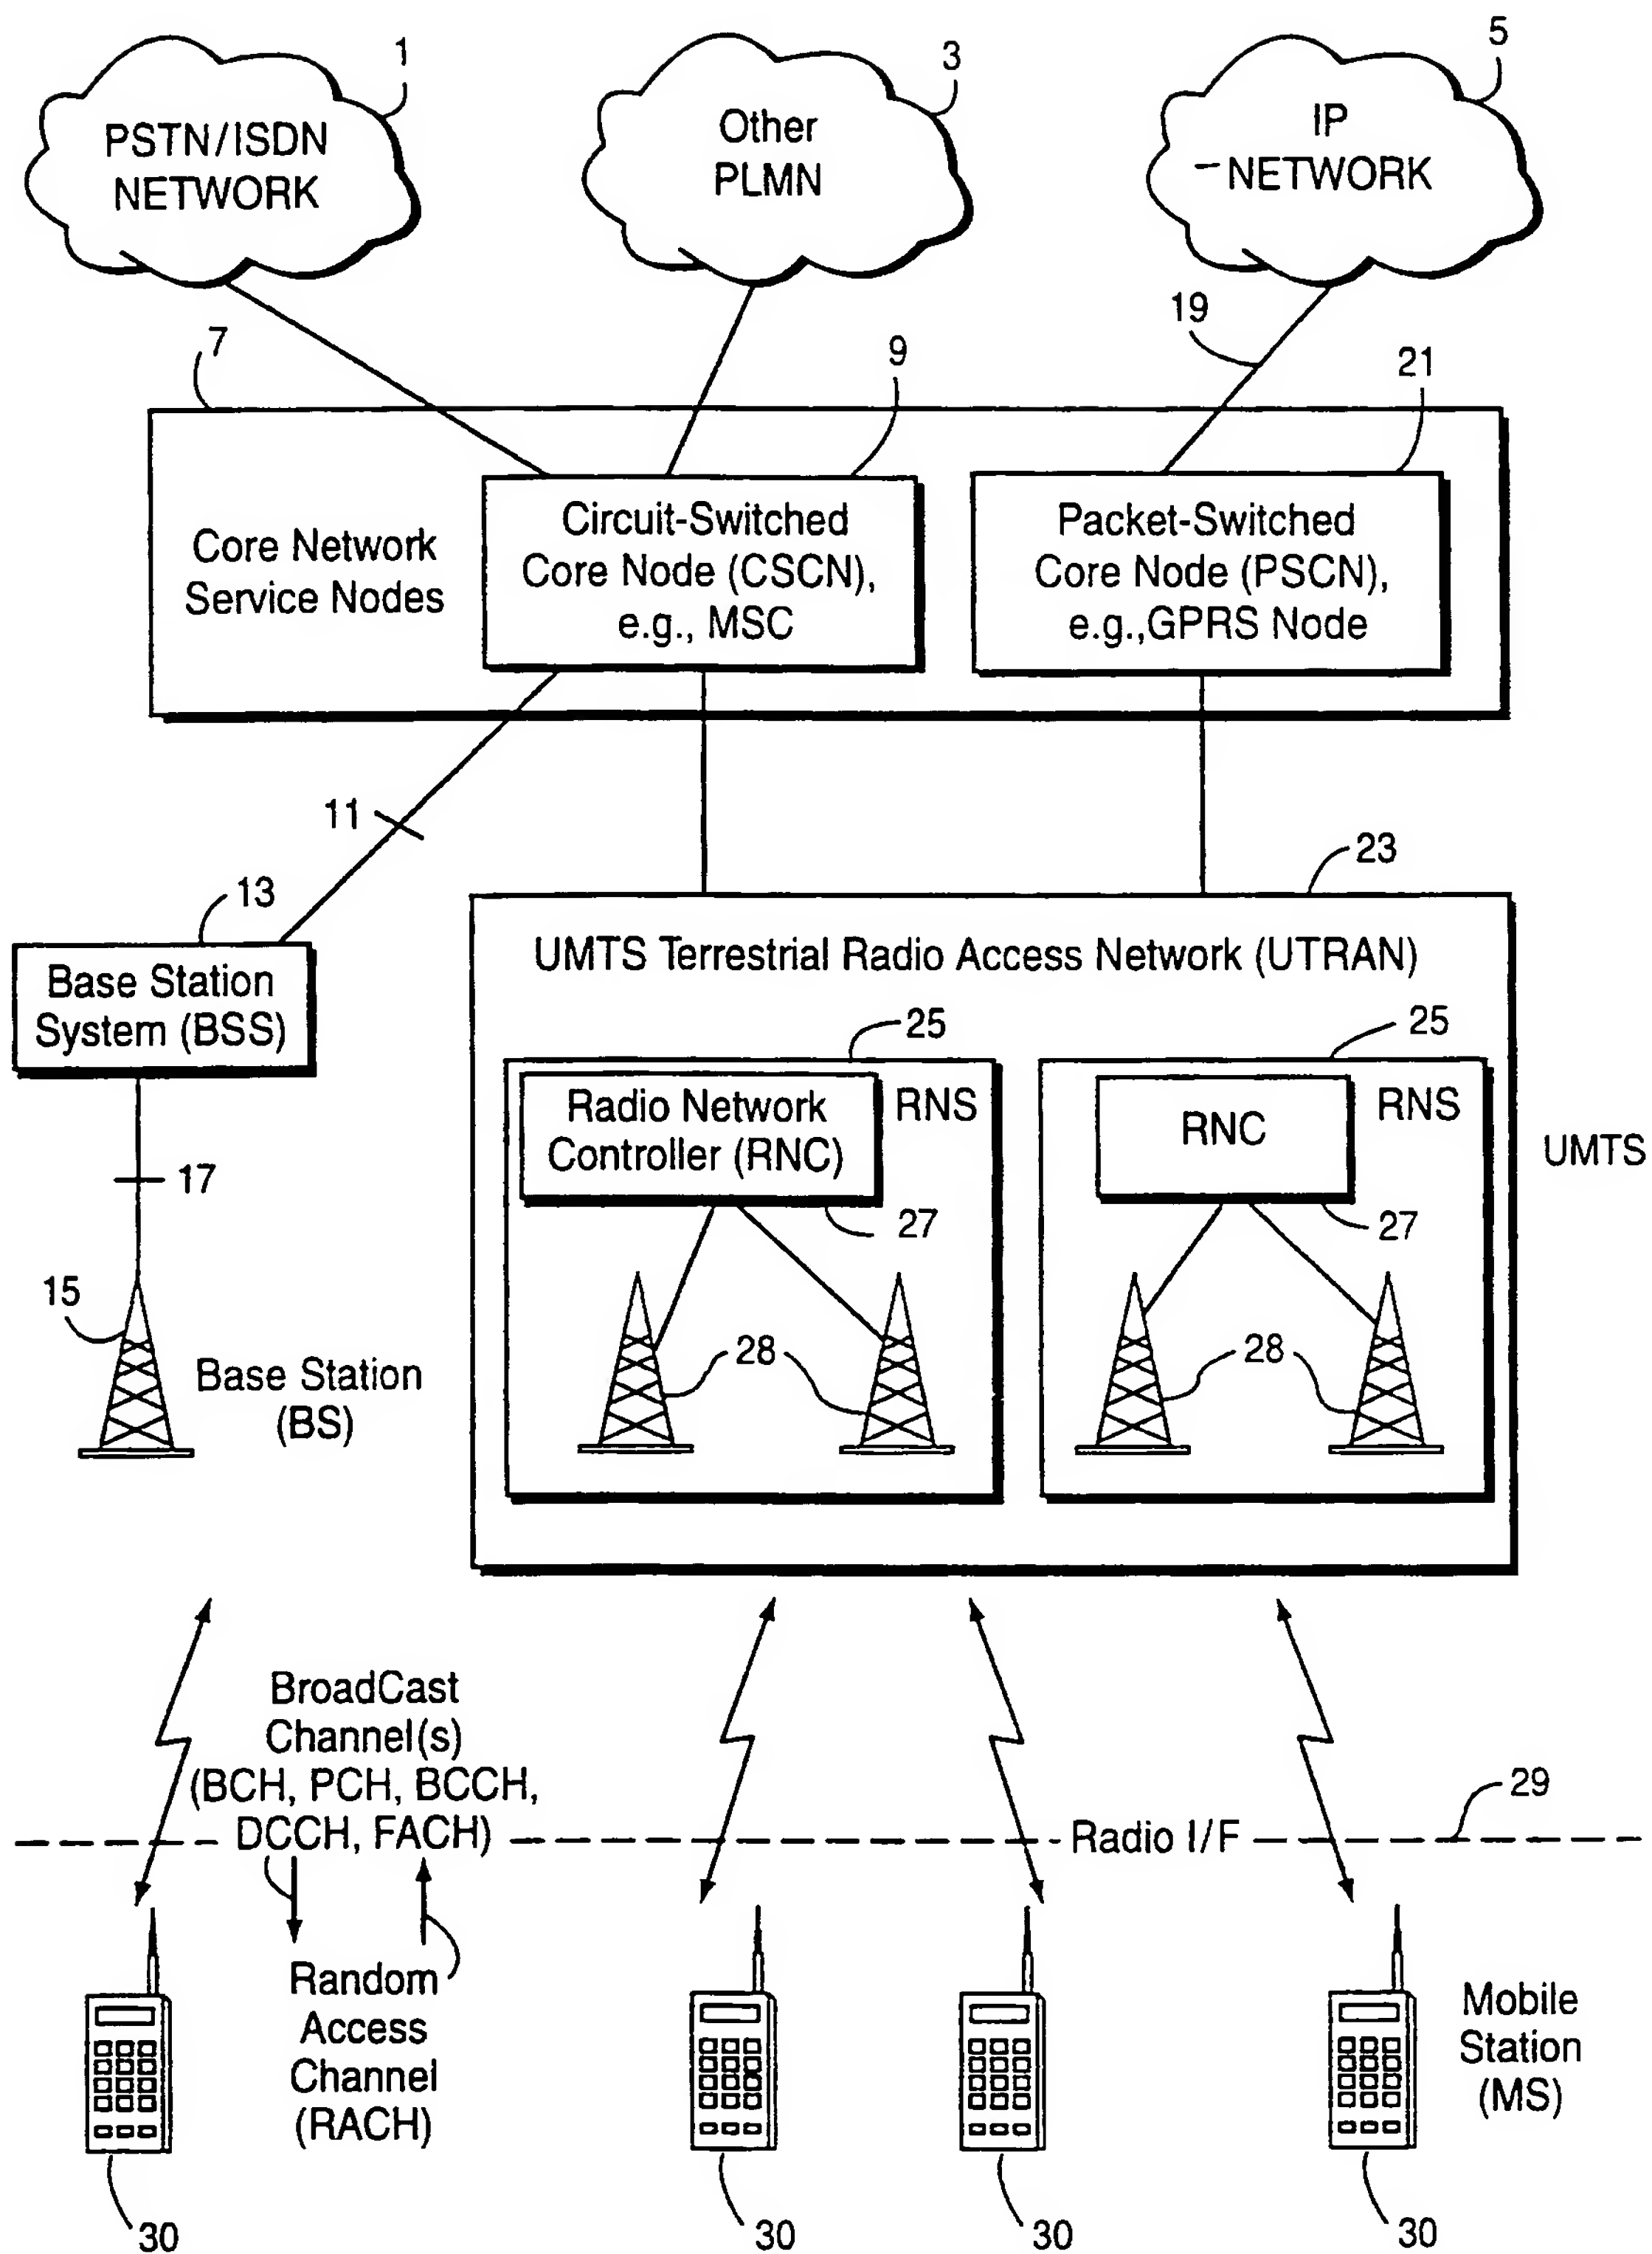 1
3
5
PSTN/ISDN
NETWORK
Other
PLMN
IP
NETWORK
19
7
9
21
Core Network
Service Nodes
Circuit-Switched
Core Node (CSCN),
e.g., MSC
Packet-Switched
Core Node (PSCN),
e.g.,GPRS Node
11
23
13
Base Station
System (BSS)
UMTS Terrestrial Radio Access Network (UTRAN)
25
25
Radio Network
Controller (RNC)
RNS
RNC
RNS
UMTS
17
27
27
15
Base Station
(BS)
28
28
BroadCast
Channel(s)
(BCH, PCH, BCCH,
DCCH, FACH)
Radio I/F
29
Random
Access
Channel
(RACH)
Mobile
Station
(MS)
30
30
30
30